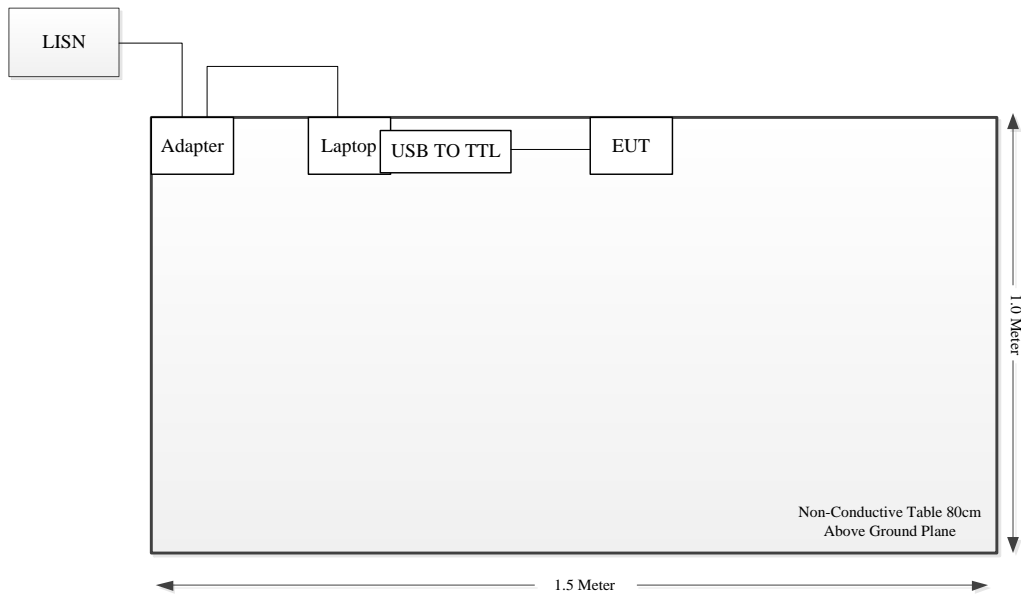 LISN
Adapter
Laptop
USB TO TTL
EUT
1.0 Meter
Non-Conductive Table 80cm
Above Ground Plane
1.5 Meter